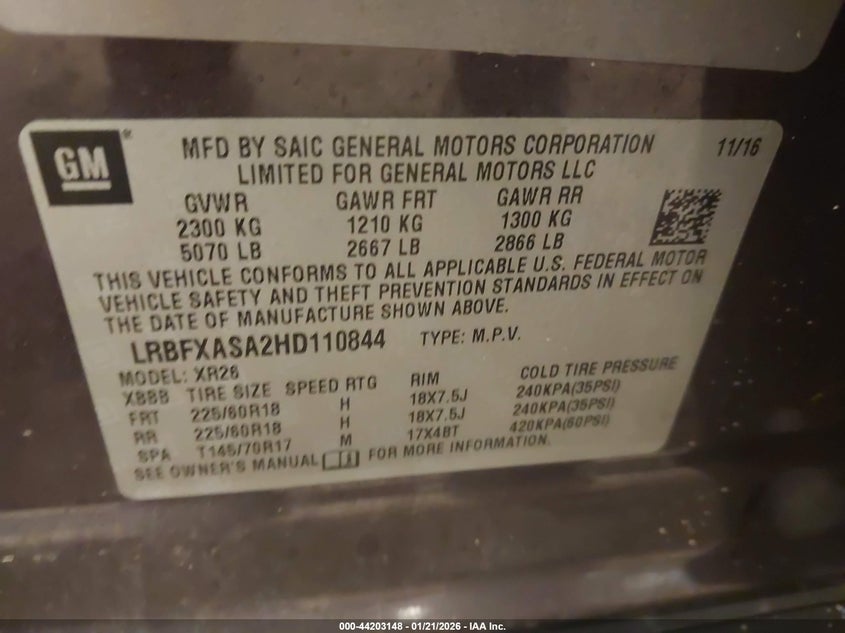 GM ®
MFD BY SAIC GENERAL MOTORS CORPORATION 11/16
LIMITED FOR GENERAL MOTORS LLC
GVWR GAWR FRT GAWR RR
2300 KG 1210 KG 1300 KG
5070 LB 2667 LB 2866 LB
THIS VEHICLE CONFORMS TO ALL APPLICABLE U.S. FEDERAL MOTOR
VEHICLE SAFETY AND THEFT PREVENTION STANDARDS IN EFFECT ON
THE DATE OF MANUFACTURE SHOWN ABOVE.
LRBFXASA2HD110844 TYPE: M.P.V.
MODEL: XR26
XBBB TIRE SIZE SPEED RTG RIM COLD TIRE PRESSURE
FRT 225/60R18 H 18X7.5J 240KPA(35PSI)
RR 225/60R18 H 18X7.5J 240KPA(35PSI)
SPA T145/70R17 M 17X4BT 420KPA(60PSI)
SEE OWNER'S MANUAL FOR MORE INFORMATION.
000-44203148 - 01/21/2026 - IAA Inc.